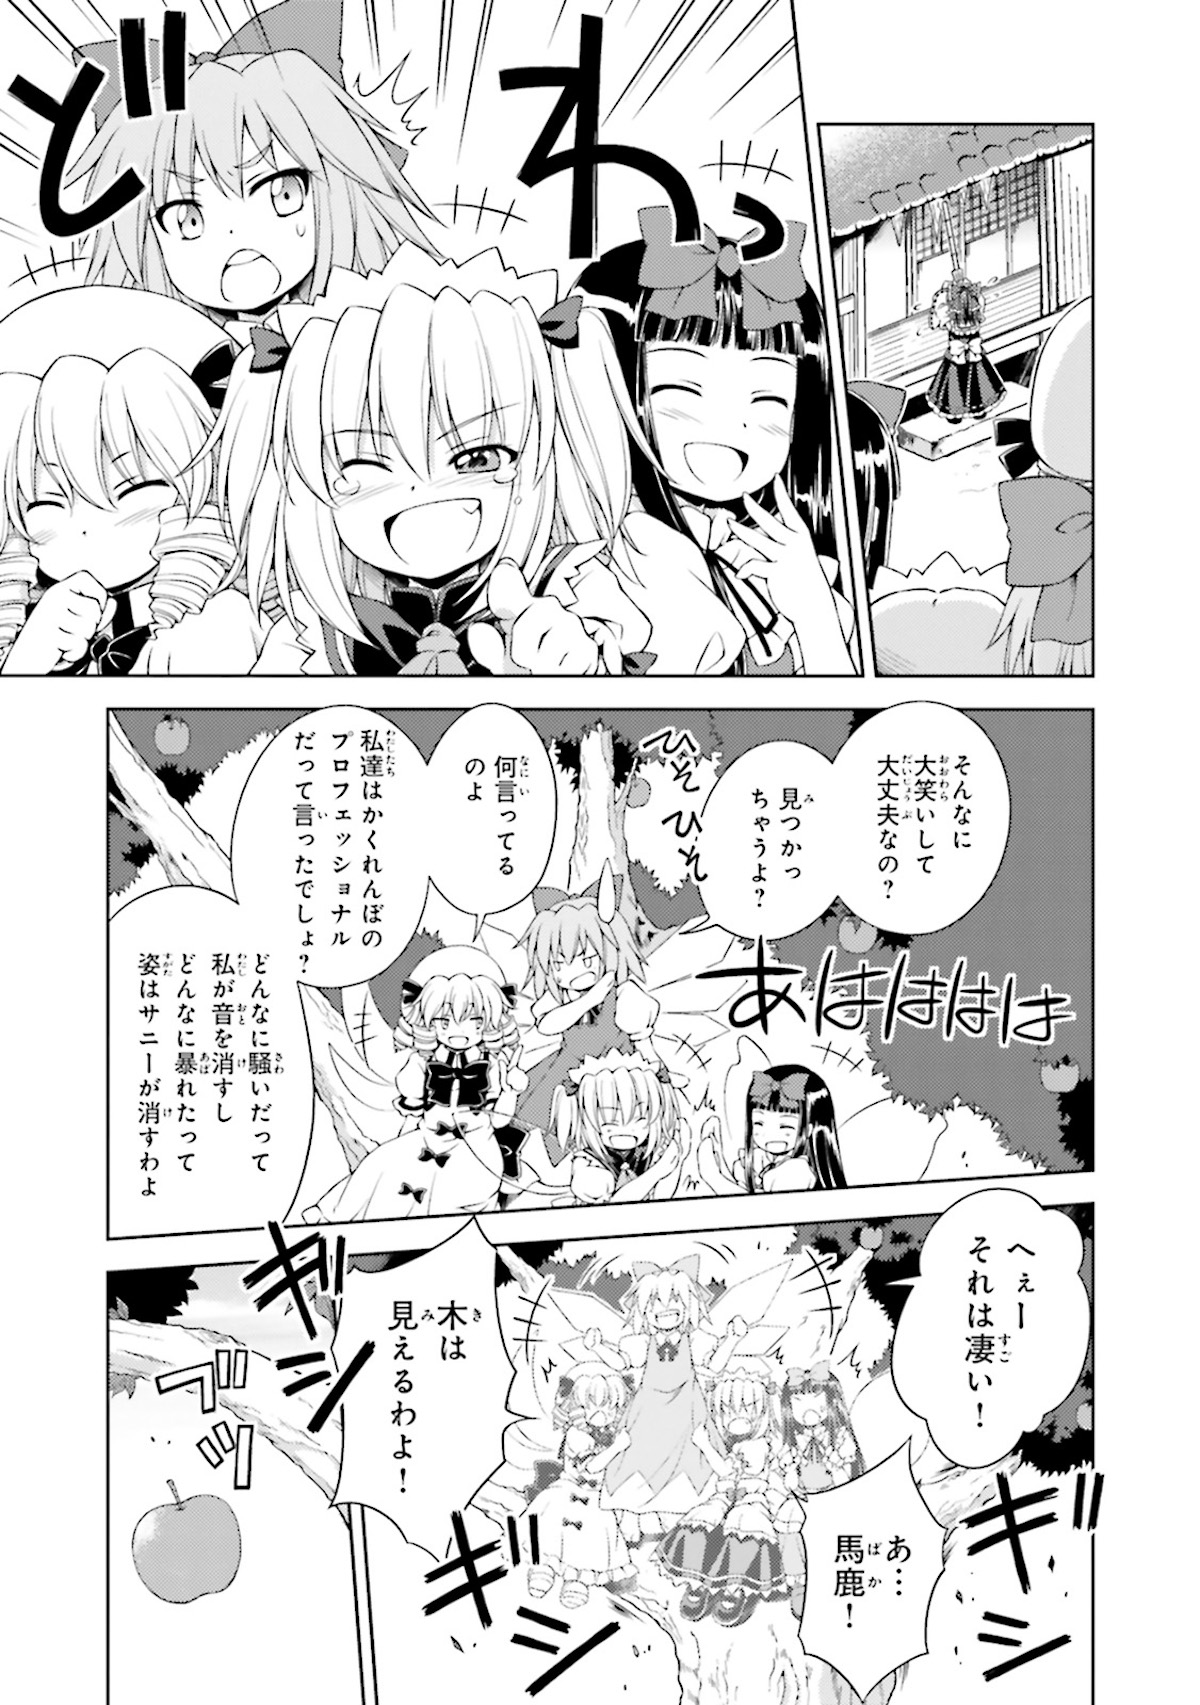 どわっ
そんなに
大笑いして
大丈夫なの?
見つかっ
ちゃうよ?
ひそひそ
何言ってる
のよ
私達はかくれんぼの
プロフェッショナル
だって言ったでしょ?
あはははは
どんなに騒いだって
私が音を消すし
どんなに暴れたって
姿はサニーが消すわよ
へぇー
それは凄い!
あ…
馬鹿!
ギシ
ギシ
木は
見えるわよ!
ギシ
ヴヴヴ